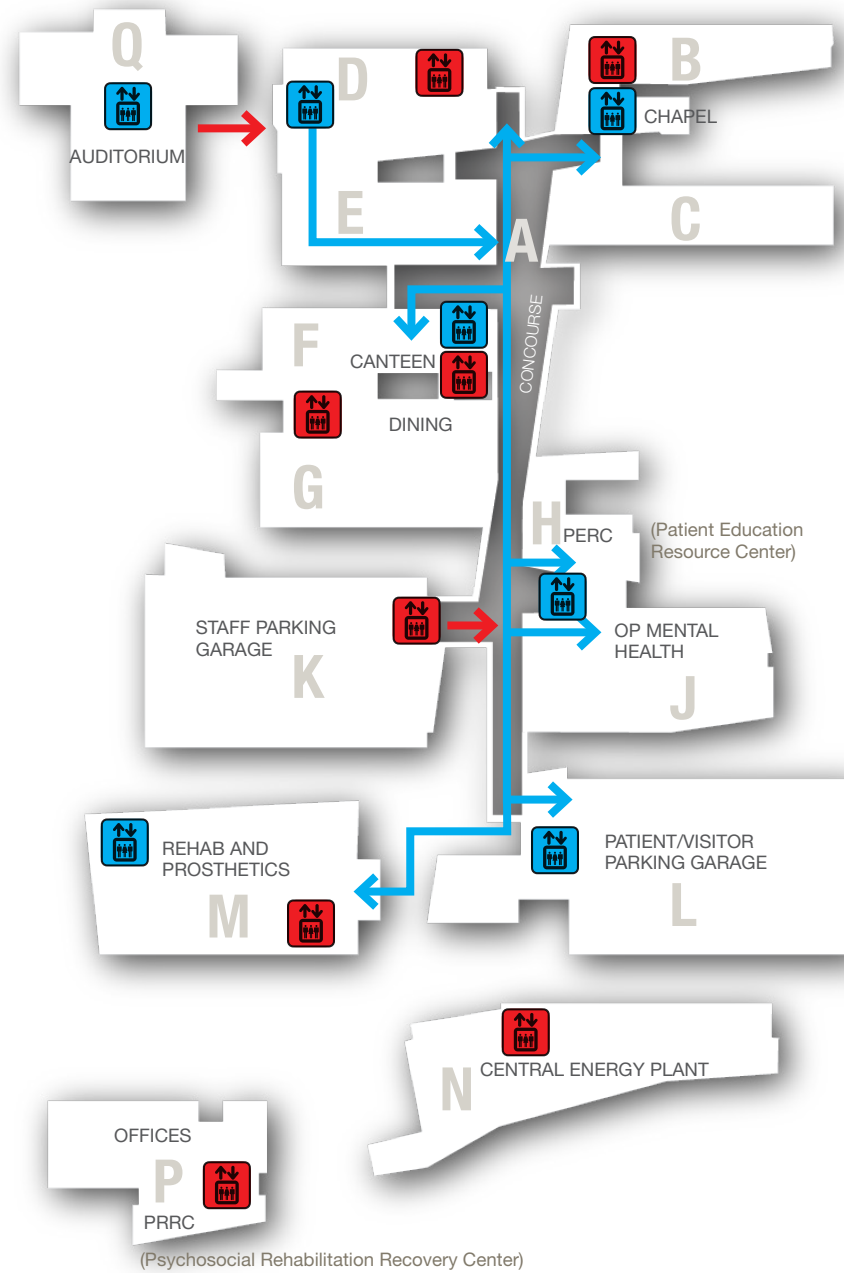 Q
AUDITORIUM
D
B
CHAPEL
E
A
C
CONCOURSE
F
CANTEEN
DINING
G
H
PERC
(Patient Education
Resource Center)
STAFF PARKING
GARAGE
K
OP MENTAL
HEALTH
J
REHAB AND
PROSTHETICS
M
PATIENT/VISITOR
PARKING GARAGE
L
CENTRAL ENERGY PLANT
N
OFFICES
P
PRRC
(Psychosocial Rehabilitation Recovery Center)